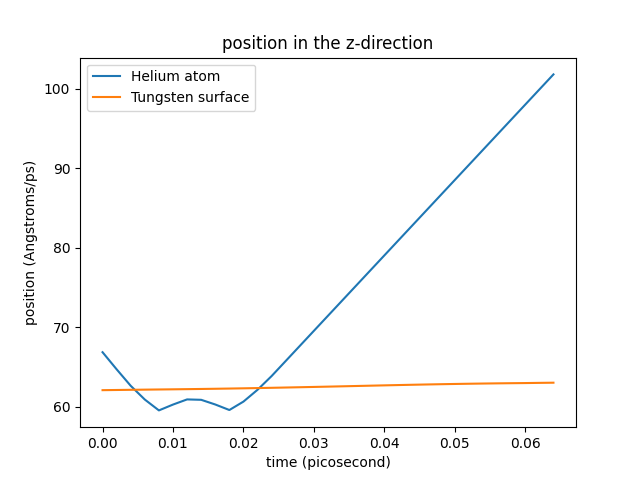 position in the z-direction
Helium atom
Tungsten surface
position (Angstroms/ps)
100
90
80
70
60
0.00 0.01 0.02 0.03 0.04 0.05 0.06
time (picosecond)